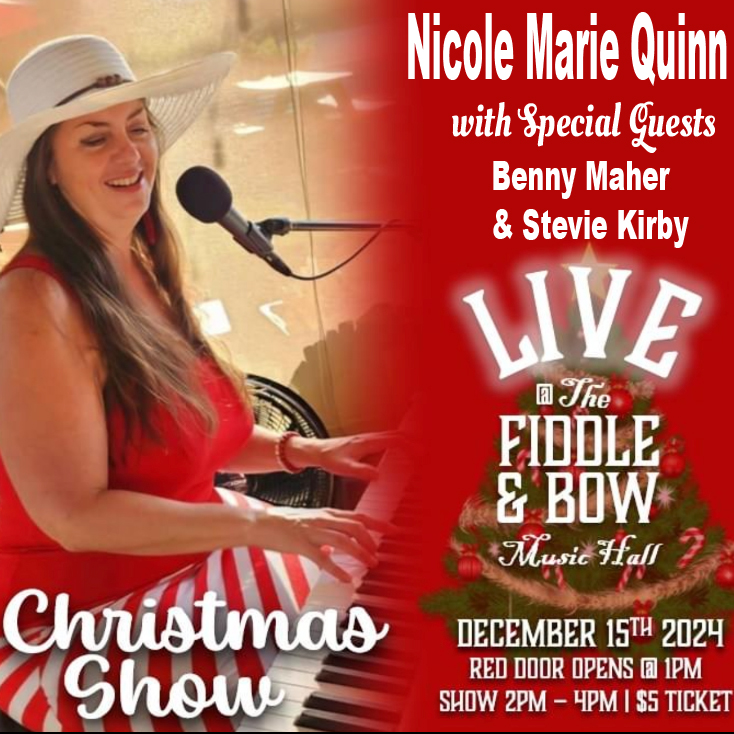 Nicole Marie Quinn
with Special Guests
Benny Maher
& Stevie Kirby
LIVE
@ The
FIDDLE
& BOW
Music Hall
Christmas
Show
DECEMBER 15TH 2024
RED DOOR OPENS @ 1PM
SHOW 2PM – 4PM | $5 TICKET